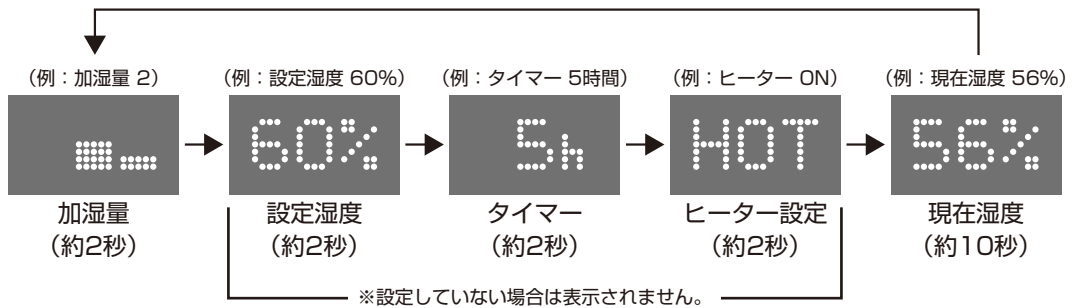 (例：加湿量 2)
(例：設定湿度 60%)
(例：タイマー 5時間)
(例：ヒーター ON)
(例：現在湿度 56%)
60%
5h
HOT
56%
加湿量
(約2秒)
設定湿度
(約2秒)
タイマー
(約2秒)
ヒーター設定
(約2秒)
現在湿度
(約10秒)
※設定していない場合は表示されません。